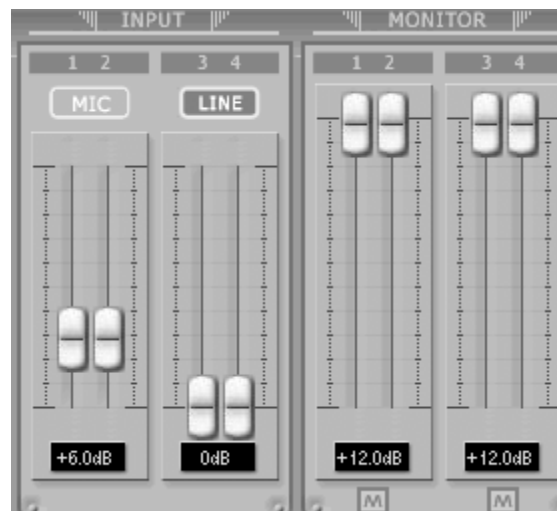 INPUT MONITOR
1 2 3 4 1 2 3 4
MIC LINE
+6.0dB 0dB +12.0dB +12.0dB
M M